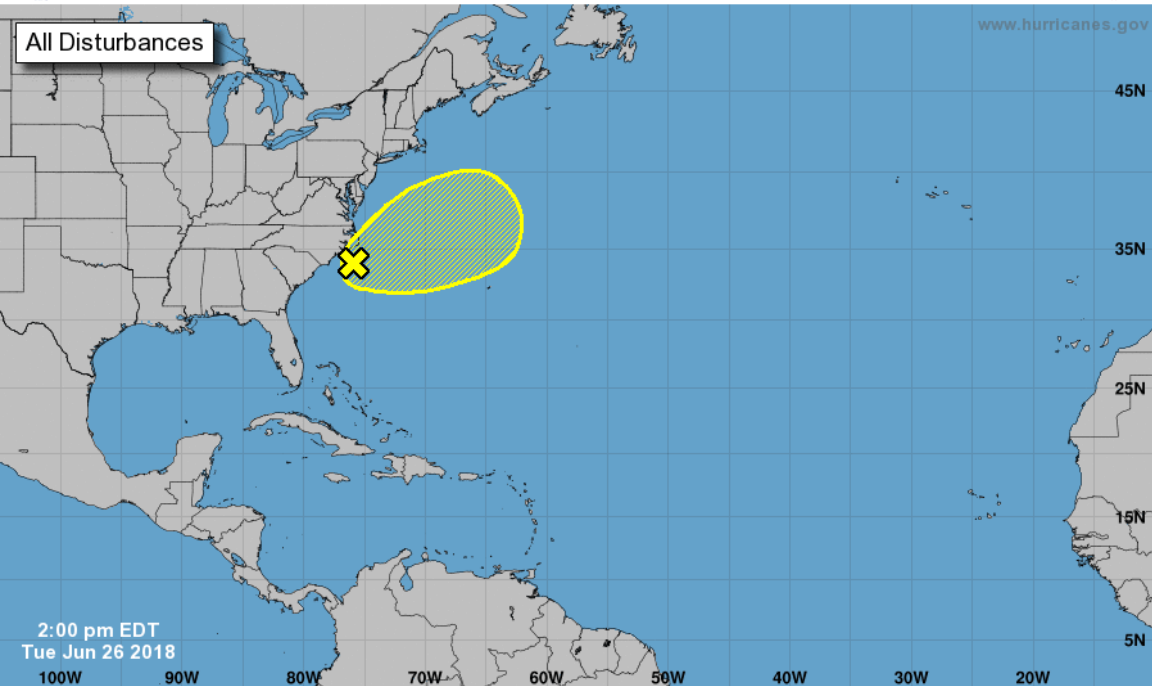 All Disturbances
www.hurricanes.gov
45N
35N
25N
15N
5N
2:00 pm EDT
Tue Jun 26 2018
100W 90W 80W 70W 60W 50W 40W 30W 20W